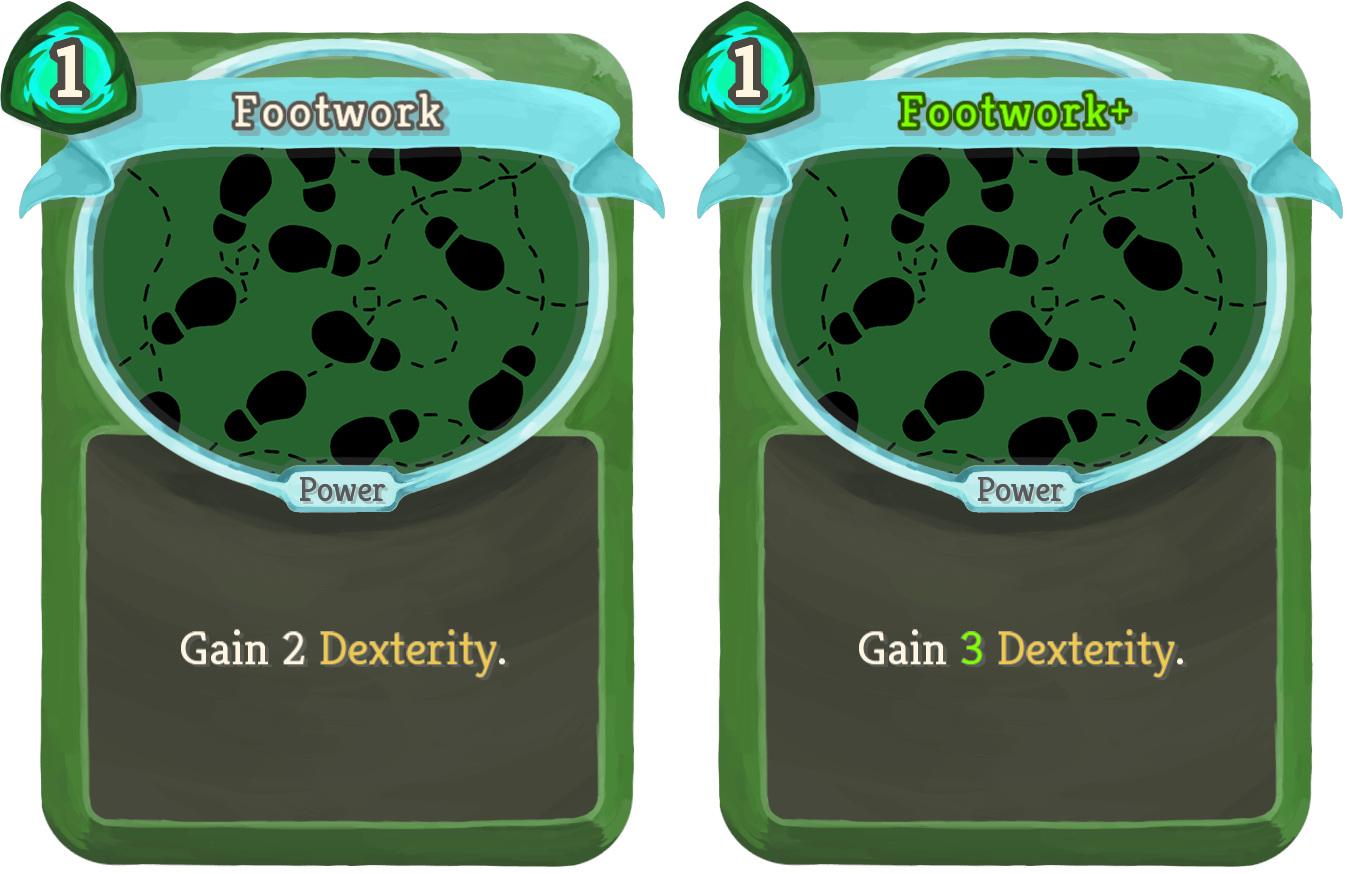 1
Footwork
Power
Gain 2 Dexterity.
1
Footwork+
Power
Gain 3 Dexterity.